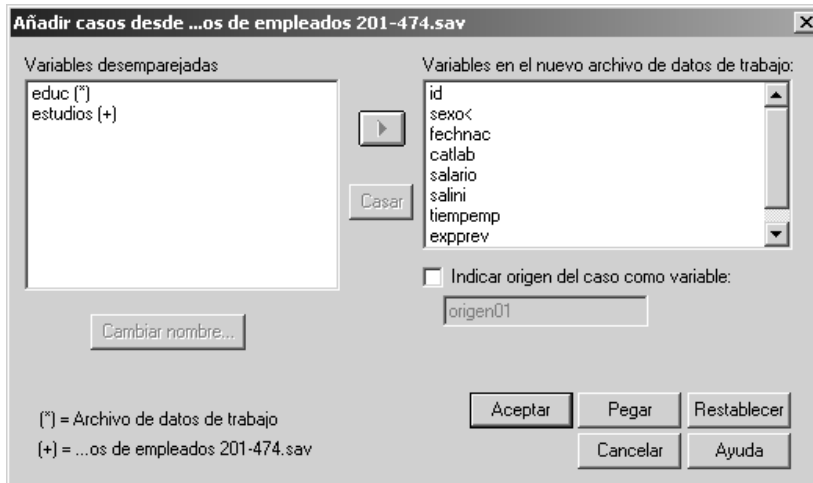 Añadir casos desde ...os de empleados 201-474.sav
Variables desemparejadas
educ (*)
estudios (+)
Casar
Cambiar nombre...
Variables en el nuevo archivo de datos de trabajo:
id
sexo<
fechnac
catlab
salario
salini
tiempemp
expprev
Indicar origen del caso como variable:
origen01
(*) = Archivo de datos de trabajo
(+) = ...os de empleados 201-474.sav
Aceptar
Pegar
Restablecer
Cancelar
Ayuda